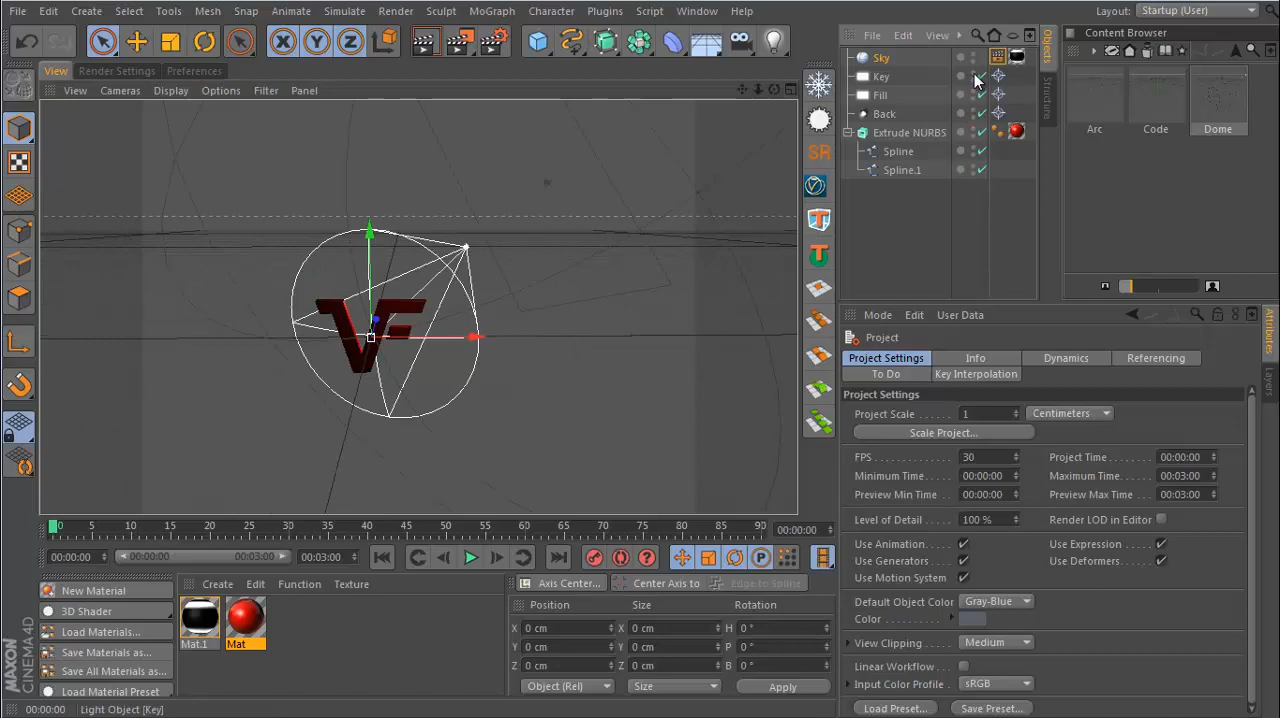 File Edit Create Select Tools Mesh Snap Animate Simulate Render Sculpt MoGraph Character Plugins Script Window Help Layout: Startup (User)
File Edit View
Content Browser
View Render Settings Preferences
View Cameras Display Options Filter Panel
Sky
Key
Fill
Back
Extrude NURBS
Spline
Spline.1
SR
Arc Code Dome
Objects
Structure
VF
Mode Edit User Data
Project
Project Settings Info Dynamics Referencing
To Do Key Interpolation
Project Settings
Project Scale 1 Centimeters
Scale Project...
FPS 30 Project Time 00:00:00
Minimum Time 00:00:00 Maximum Time 00:03:00
Preview Min Time 00:00:00 Preview Max Time 00:03:00
Level of Detail 100 % Render LOD in Editor
Use Animation Use Expression
Use Generators Use Deformers
Use Motion System
Default Object Color Gray-Blue
Color
View Clipping Medium
Linear Workflow
Input Color Profile sRGB
Load Preset... Save Preset...
Attributes
Layers
0 5 10 15 20 25 30 35 40 45 50 55 60 65 70 75 80 85 90 00:00:00
00:00:00 00:00:00 00:03:00 00:03:00
New Material
3D Shader
Load Materials...
Save Materials as...
Save All Materials as...
Load Material Preset
Create Edit Function Texture
Mat.1 Mat
Axis Center... Center Axis to Edge to Spline
Position Size Rotation
X 0 cm X 0 cm H 0 °
Y 0 cm Y 0 cm P 0 °
Z 0 cm Z 0 cm B 0 °
Object (Rel) Size Apply
MAXON
CINEMA 4D
00:00:00 Light Object [Key]